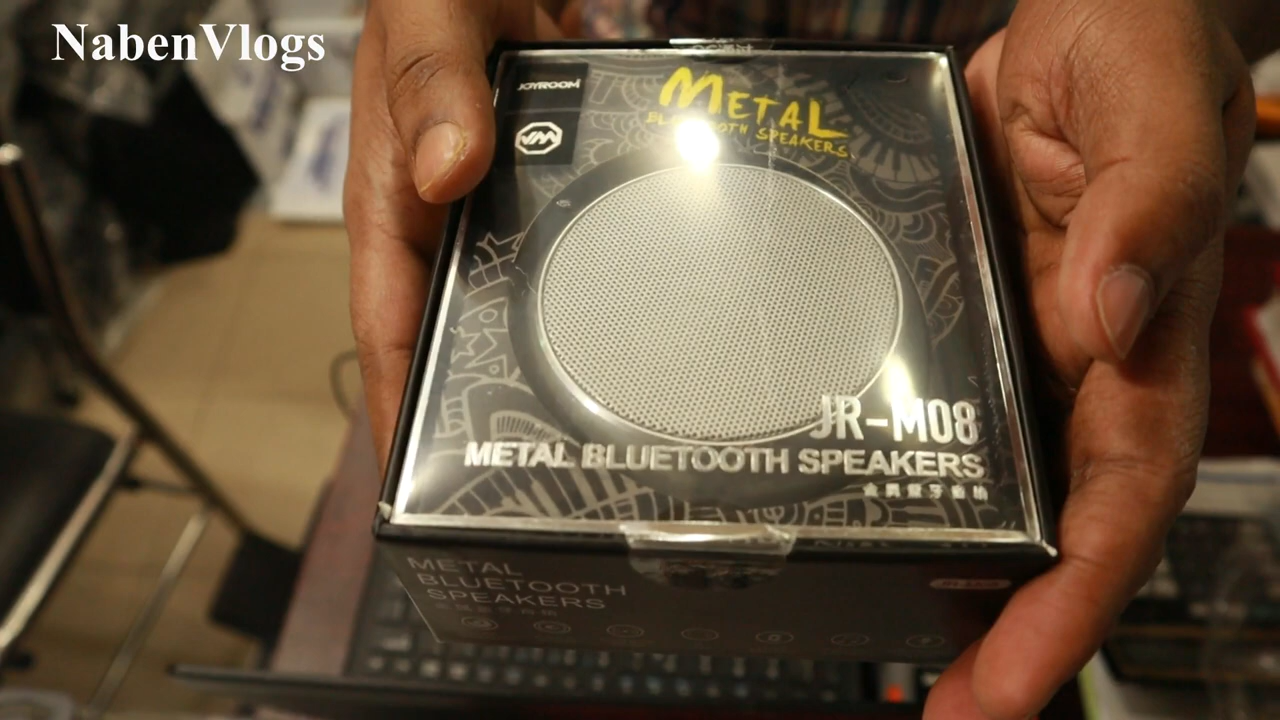 NabenVlogs
JOYROOM
METAL
BLUETOOTH SPEAKERS
JR-M08
METAL BLUETOOTH SPEAKERS
METAL
BLUETOOTH
SPEAKERS